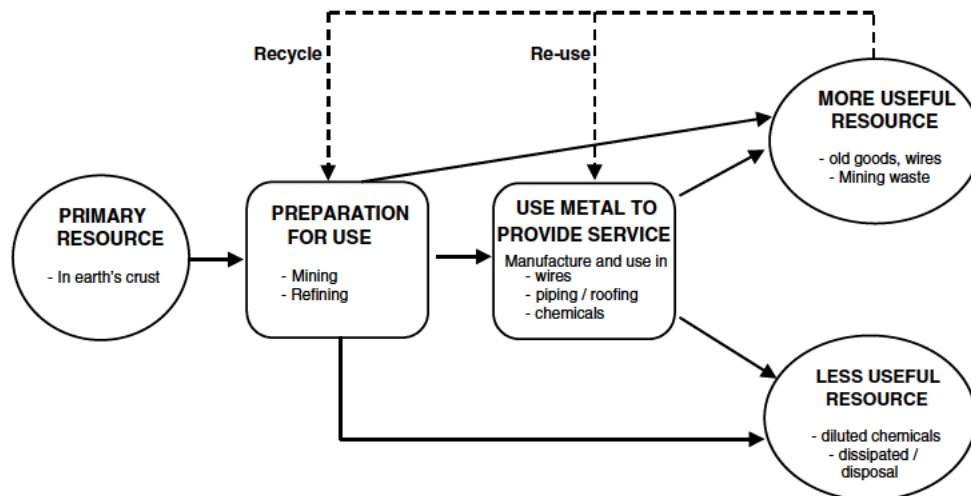 Recycle
Re-use
MORE USEFUL
RESOURCE
- old goods, wires
- Mining waste
PRIMARY
RESOURCE
- In earth's crust
PREPARATION
FOR USE
- Mining
- Refining
USE METAL TO
PROVIDE SERVICE
Manufacture and use in
- wires
- piping / roofing
- chemicals
LESS USEFUL
RESOURCE
- diluted chemicals
- dissipated /
disposal